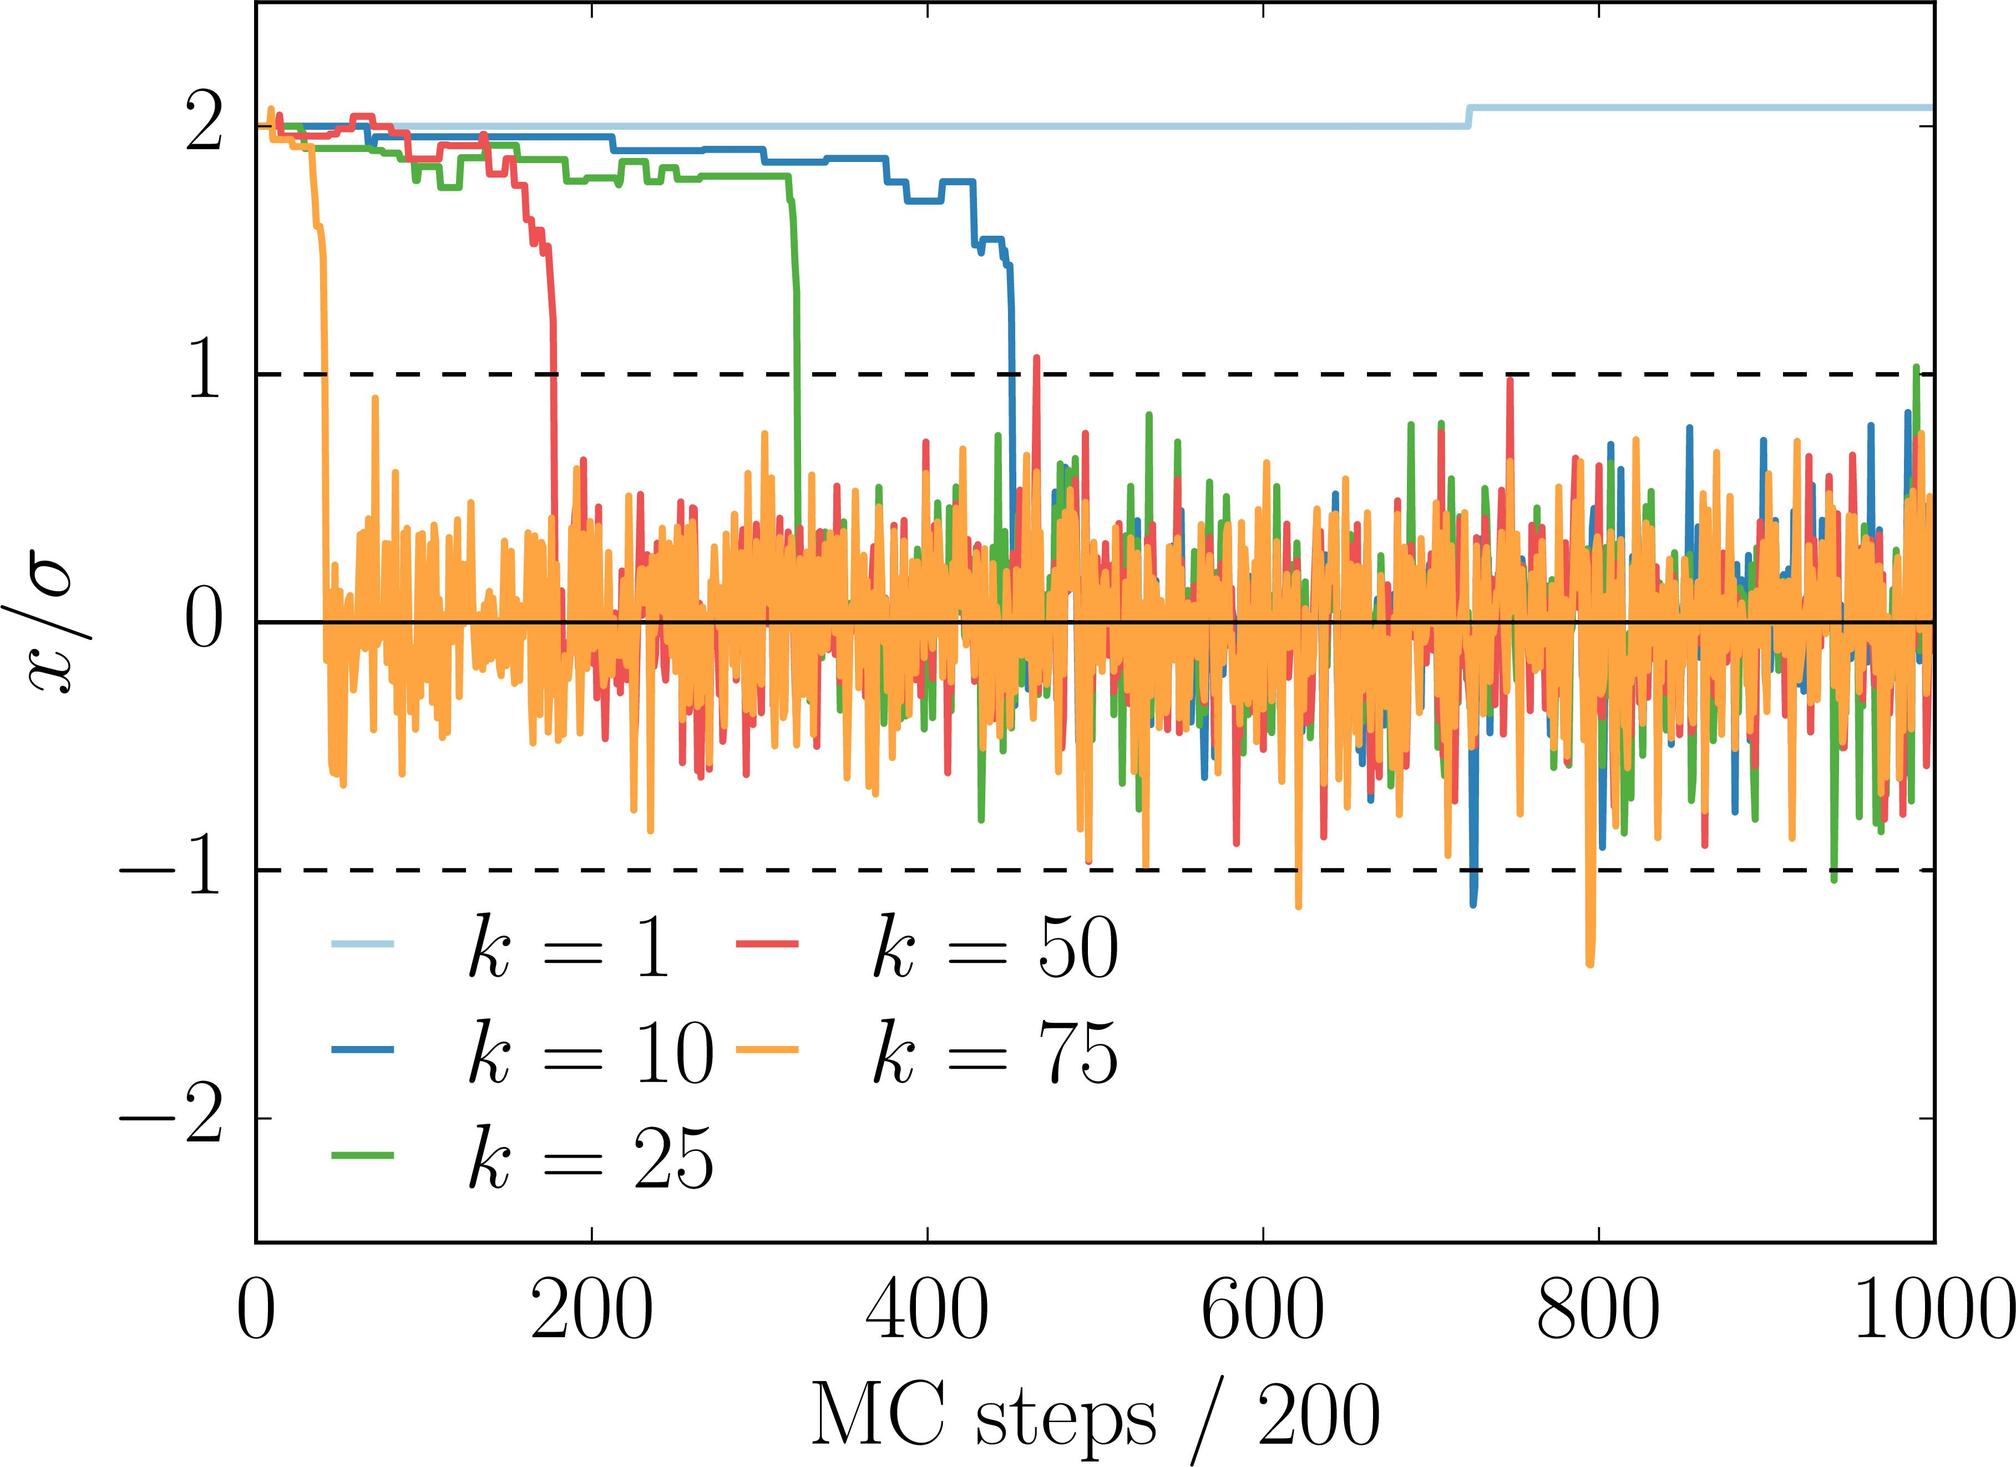 2
1
0
−1
−2
x/σ
k = 1
k = 50
k = 10
k = 75
k = 25
0 200 400 600 800 1000
MC steps / 200